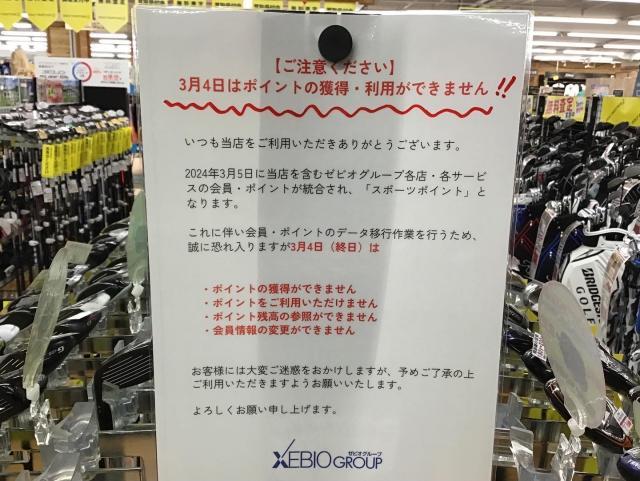 【ご注意ください】
3月4日はポイントの獲得・利用ができません!!
いつも当店をご利用いただきありがとうございます。
2024年3月5日に当店を含むゼビオグループ各店・各サービ
スの会員・ポイントが統合され、「スポーツポイント」と
なります。
これに伴い会員・ポイントのデータ移行作業を行うため、
誠に恐れ入りますが3月4日（終日）は
・ポイントの獲得ができません
・ポイントをご利用いただけません
・ポイント残高の参照ができません
・会員情報の変更ができません
お客様には大変ご迷惑をおかけしますが、予めご了承の上
ご利用いただきますようお願いいたします。
よろしくお願い申し上げます。
ゼビオグループ
XEBIO GROUP
無料査定
BRIDGESTONE
GOLF